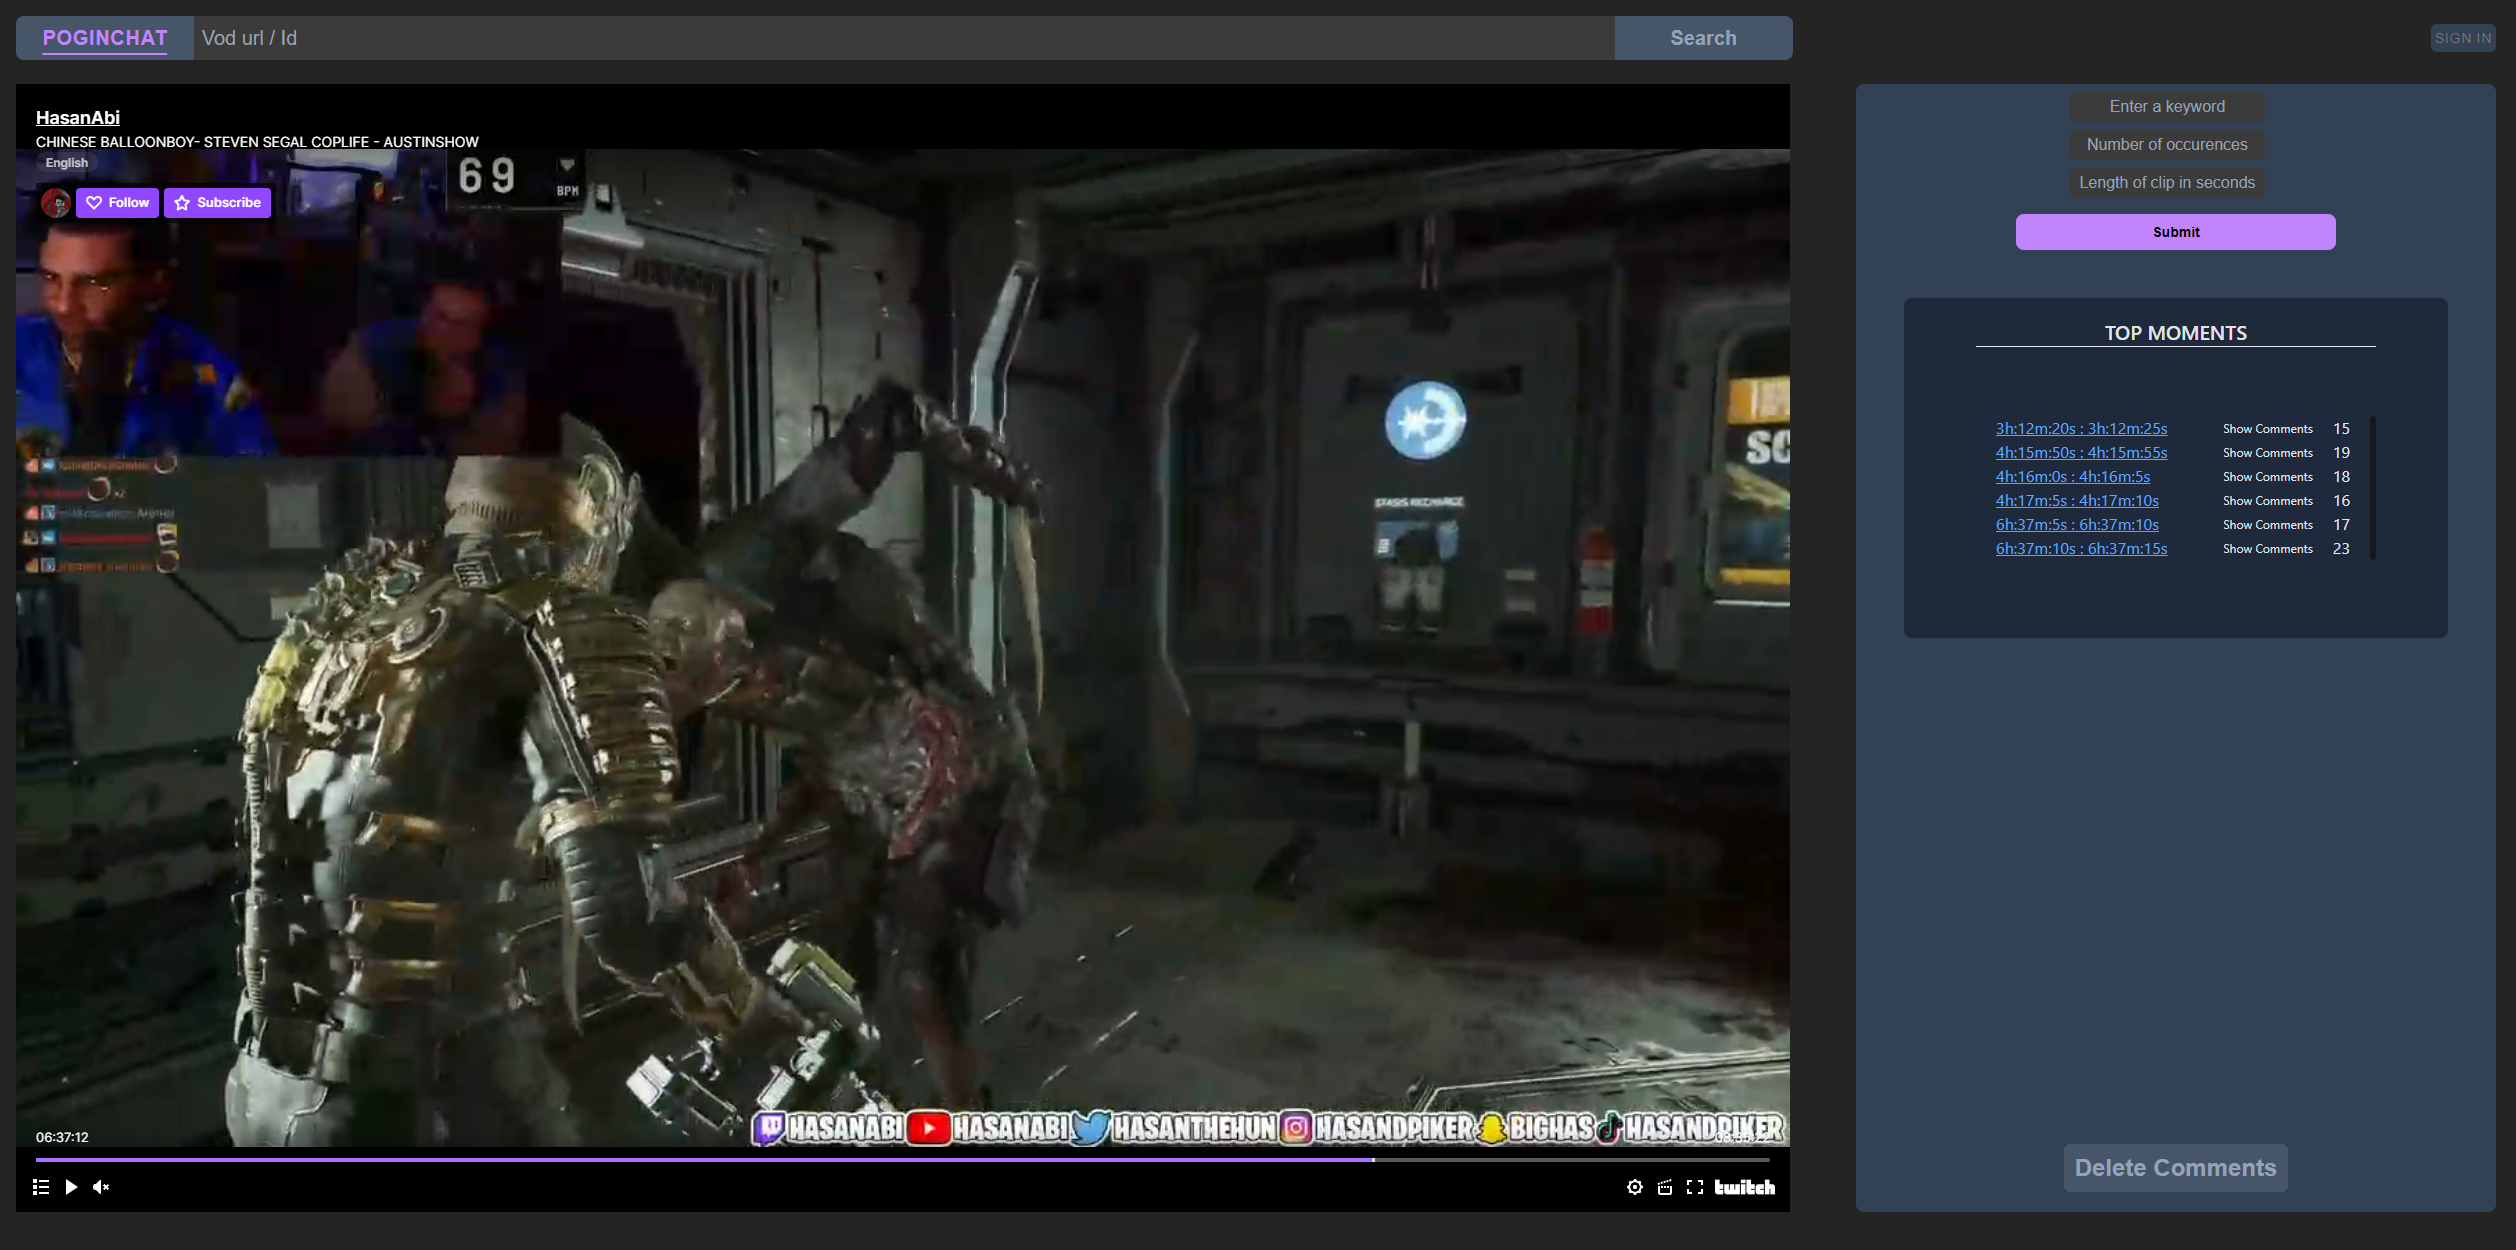 POGINCHAT
Vod url / Id
Search
SIGN IN
HasanAbi
CHINESE BALLOONBOY- STEVEN SEGAL COPLIFE - AUSTINSHOW
English
69
BPM
Follow
Subscribe
STASIS RECHARGE
SC
HASANABI HASANABI HASANTHEHUN HASANDPIKER BIGHAS HASANDPIKER
06:37:12
twitch
Enter a keyword
Number of occurences
Length of clip in seconds
Submit
TOP MOMENTS
3h:12m:20s : 3h:12m:25s Show Comments 15
4h:15m:50s : 4h:15m:55s Show Comments 19
4h:16m:0s : 4h:16m:5s Show Comments 18
4h:17m:5s : 4h:17m:10s Show Comments 16
6h:37m:5s : 6h:37m:10s Show Comments 17
6h:37m:10s : 6h:37m:15s Show Comments 23
Delete Comments